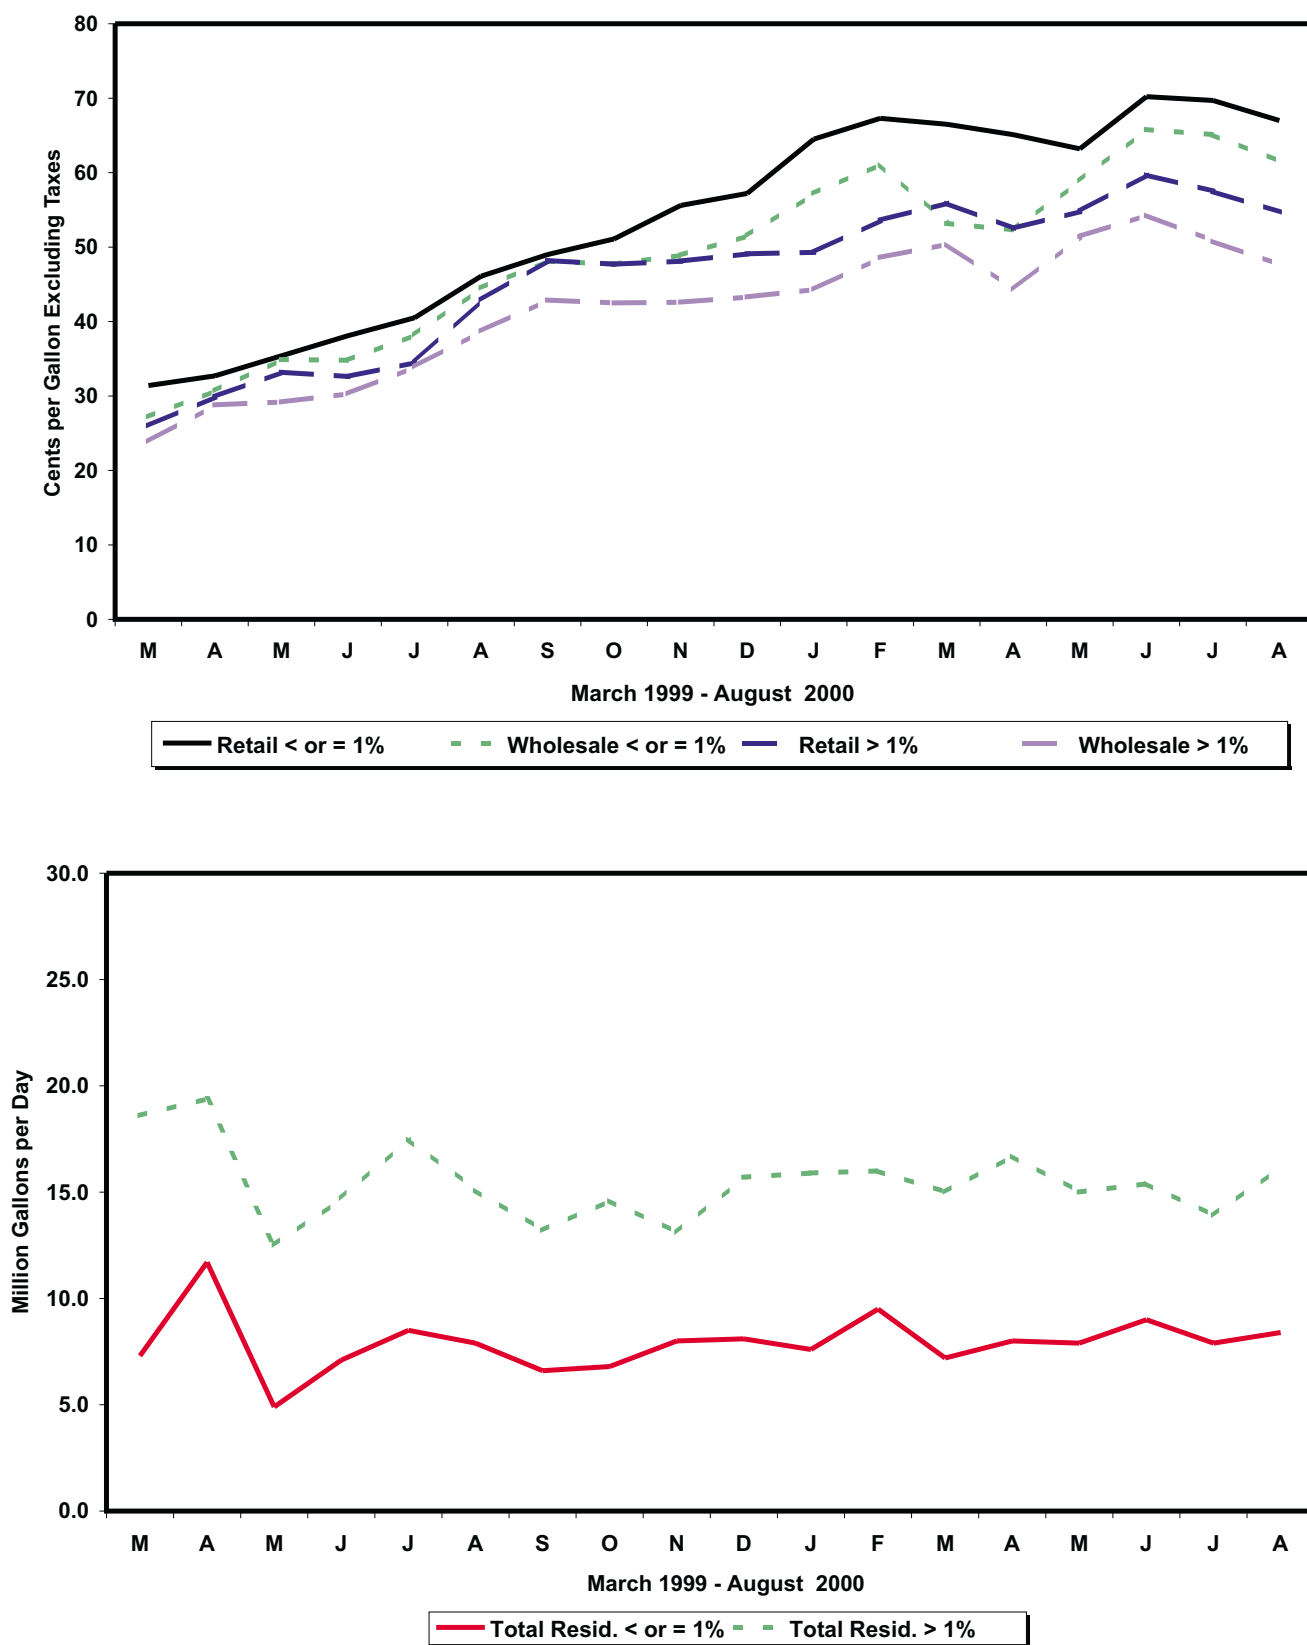 80
70
60
50
40
30
20
10
0
Cents per Gallon Excluding Taxes
M A M J J A S O N D J F M A M J J A
March 1999 - August 2000
Retail < or = 1% Wholesale < or = 1% Retail > 1% Wholesale > 1%
30.0
25.0
20.0
15.0
10.0
5.0
0.0
Million Gallons per Day
M A M J J A S O N D J F M A M J J A
March 1999 - August 2000
Total Resid. < or = 1% Total Resid. > 1%